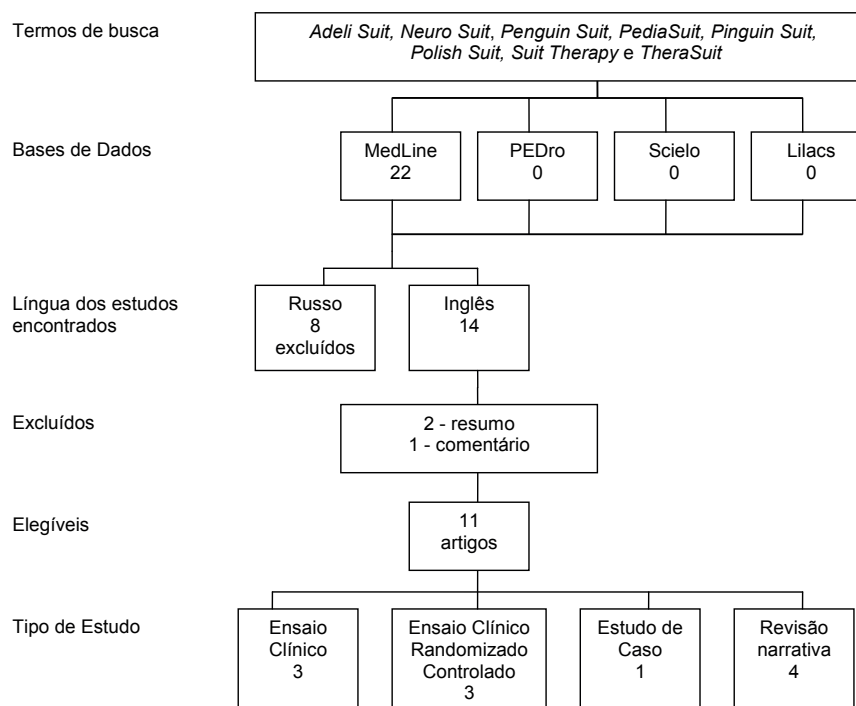 Termos de busca
Adeli Suit, Neuro Suit, Penguin Suit, PediaSuit, Pinguin Suit,
Polish Suit, Suit Therapy e TheraSuit
Bases de Dados
MedLine
22
PEDro
0
Scielo
0
Lilacs
0
Língua dos estudos
encontrados
Russo
8
excluídos
Inglês
14
Excluídos
2 - resumo
1 - comentário
Elegíveis
11
artigos
Tipo de Estudo
Ensaio
Clínico
3
Ensaio Clínico
Randomizado
Controlado
3
Estudo de
Caso
1
Revisão
narrativa
4